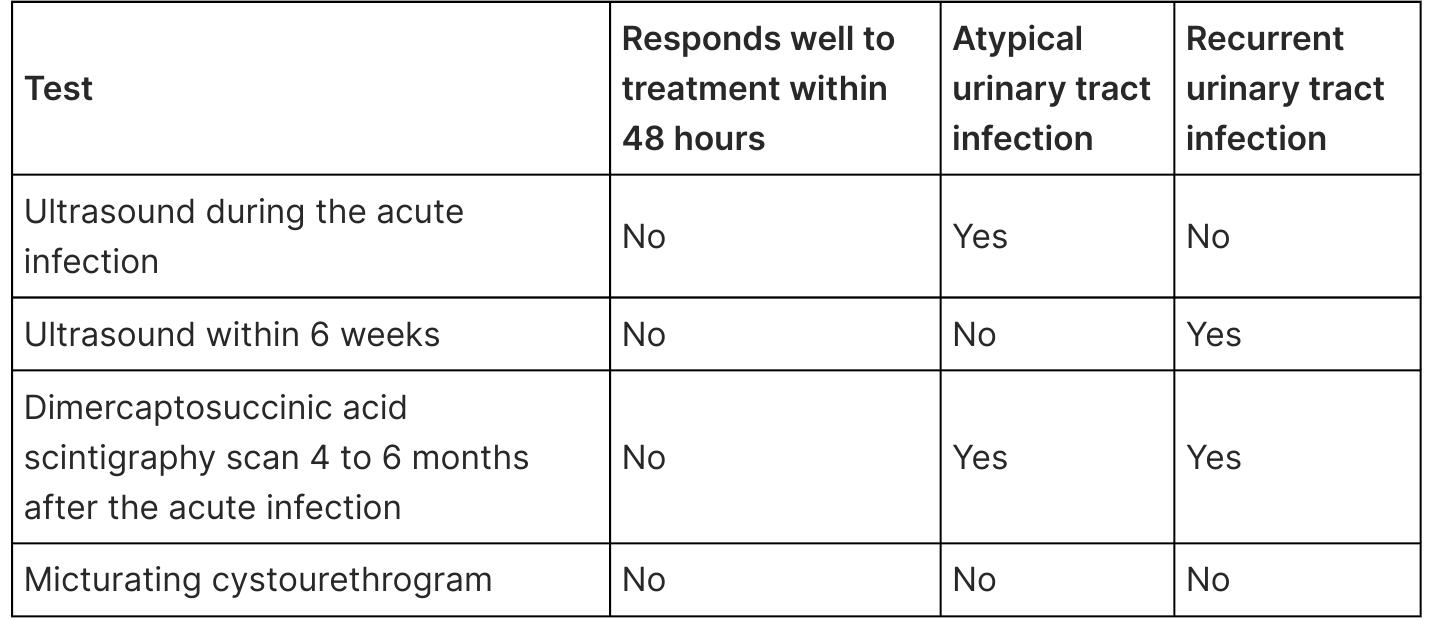 Test
Responds well to
treatment within
48 hours
Atypical
urinary tract
infection
Recurrent
urinary tract
infection
Ultrasound during the acute
infection
No
Yes
No
Ultrasound within 6 weeks
No
No
Yes
Dimercaptosuccinic acid
scintigraphy scan 4 to 6 months
after the acute infection
No
Yes
Yes
Micturating cystourethrogram
No
No
No